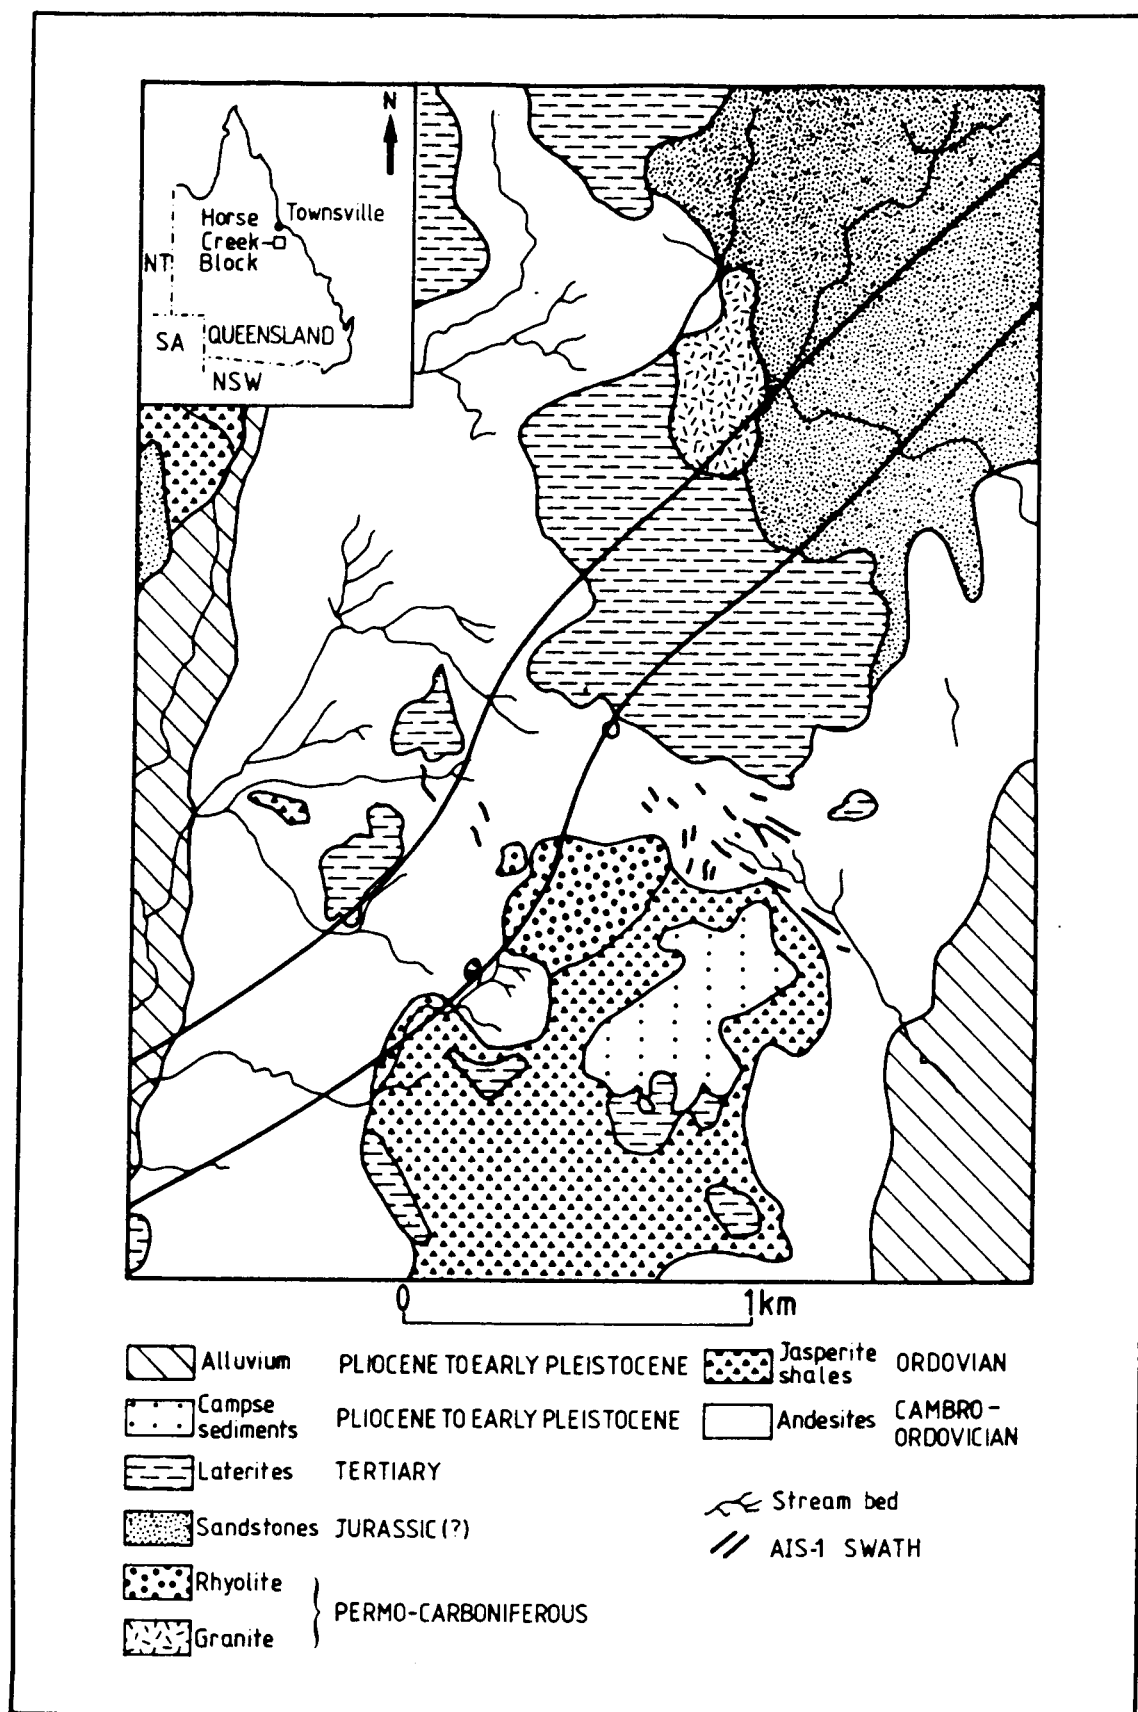 N
Horse
Creek
Block
Townsville
NT
SA
QUEENSLAND
NSW
0 1km
Alluvium PLIOCENE TO EARLY PLEISTOCENE
Campse
sediments PLIOCENE TO EARLY PLEISTOCENE
Laterites TERTIARY
Sandstones JURASSIC(?)
Rhyolite
Granite
PERMO-CARBONIFEROUS
Jasperite
shales ORDOVIAN
Andesites CAMBRO-
ORDOVICIAN
Stream bed
AIS-1 SWATH